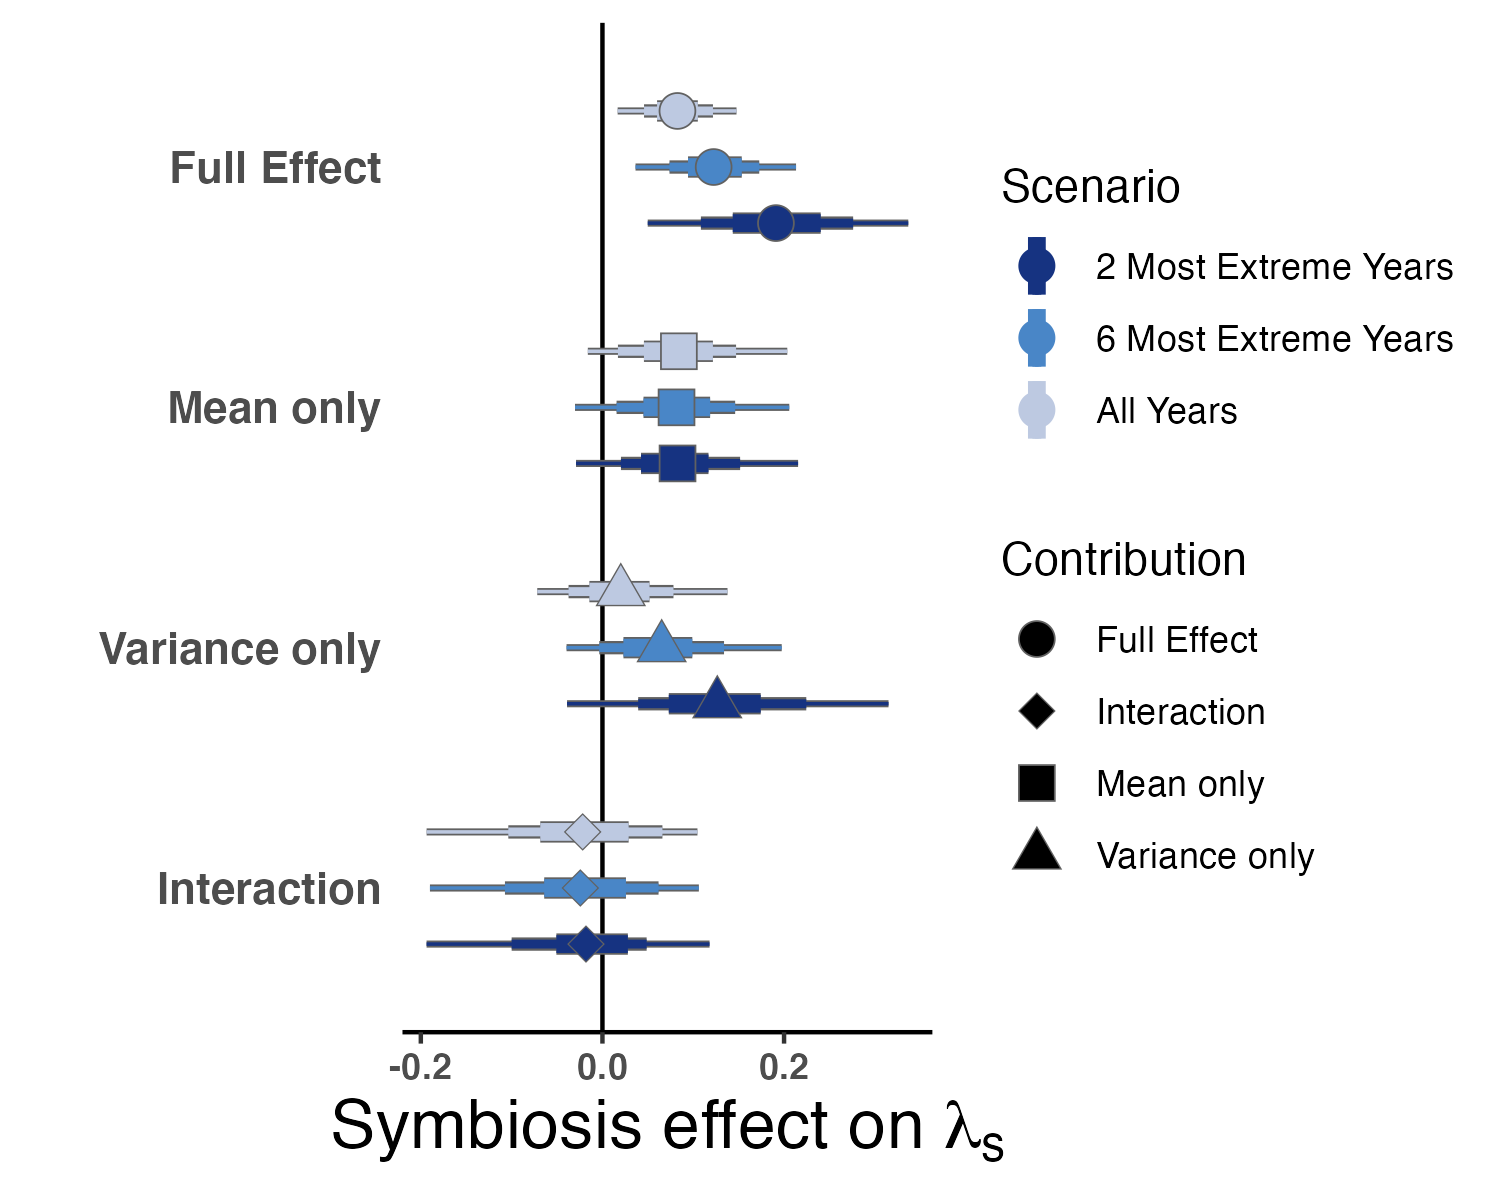 Full Effect
Mean only
Variance only
Interaction
-0.2 0.0 0.2
Symbiosis effect on λS
Scenario
2 Most Extreme Years
6 Most Extreme Years
All Years
Contribution
Full Effect
Interaction
Mean only
Variance only